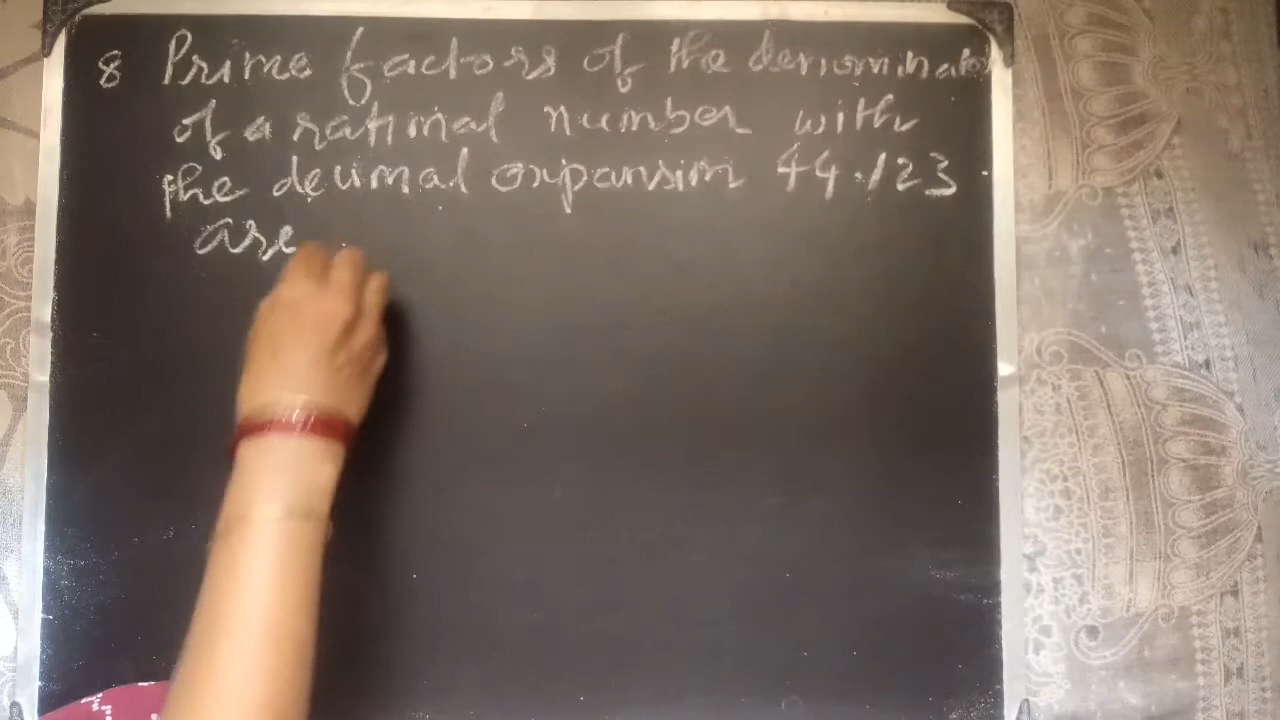 8 Prime factors of the denominator
of a rational number with
the decimal expansion 44.123
are